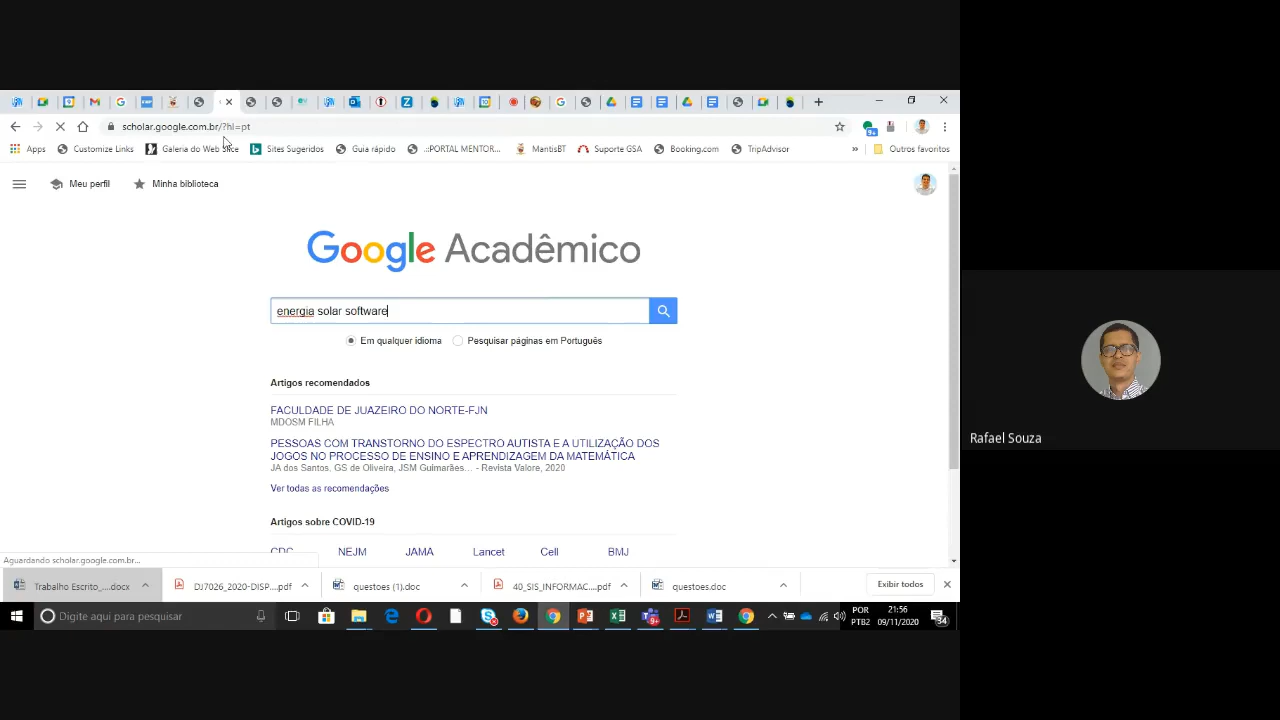 scholar.google.com.br/?hl=pt
Apps Customize Links Galeria do Web Slice Sites Sugeridos Guia rápido .::PORTAL MENTOR... MantisBT Suporte GSA Booking.com TripAdvisor » Outros favoritos
Meu perfil Minha biblioteca
Google Acadêmico
energia solar software
Em qualquer idioma Pesquisar páginas em Português
Artigos recomendados
FACULDADE DE JUAZEIRO DO NORTE-FJN
MDOSM FILHA
PESSOAS COM TRANSTORNO DO ESPECTRO AUTISTA E A UTILIZAÇÃO DOS
JOGOS NO PROCESSO DE ENSINO E APRENDIZAGEM DA MATEMÁTICA
JA dos Santos, GS de Oliveira, JSM Guimarães... - Revista Valore, 2020
Ver todas as recomendações
Artigos sobre COVID-19
CDC NEJM JAMA Lancet Cell BMJ
Aguardando scholar.google.com.br...
Trabalho Escrito_....docx DJ7026_2020-DISP....pdf questoes (1).doc 40_SIS_INFORMAC....pdf questoes.doc Exibir todos
Digite aqui para pesquisar
POR 21:56
PTB2 09/11/2020 34
Rafael Souza